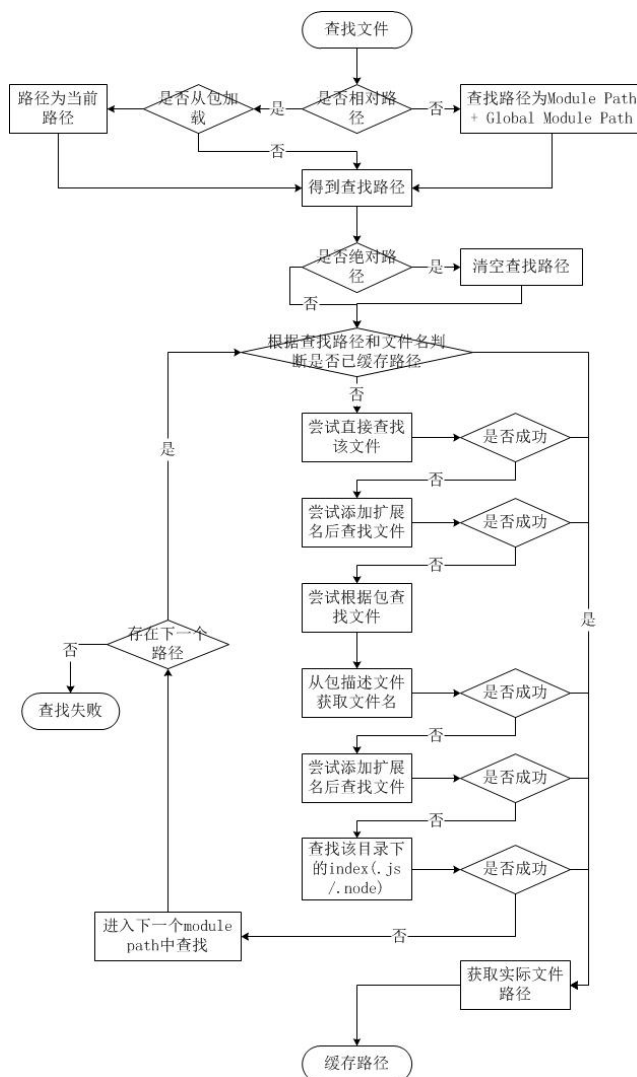 查找文件
路径为当前
路径
是否从包加
载
是
是否相对路
径
否
查找路径为Module Path
+ Global Module Path
否
得到查找路径
是否绝对路
径
是
清空查找路径
否
根据查找路径和文件名判
断是否已缓存路径
否
是
尝试直接查找
该文件
是否成功
否
尝试添加扩展
名后查找文件
是否成功
否
尝试根据包查
找文件
是
存在下一个
路径
否
查找失败
从包描述文件
获取文件名
是否成功
否
尝试添加扩展
名后查找文件
是否成功
否
查找该目录下
的index(.js
/.node)
是否成功
否
进入下一个module
path中查找
获取实际文件
路径
缓存路径